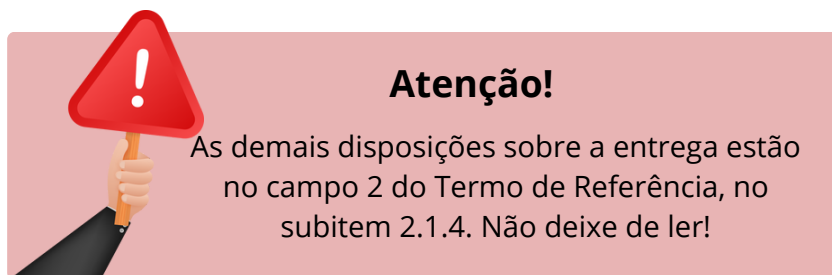 Atenção!
As demais disposições sobre a entrega estão
no campo 2 do Termo de Referência, no
subitem 2.1.4. Não deixe de ler!